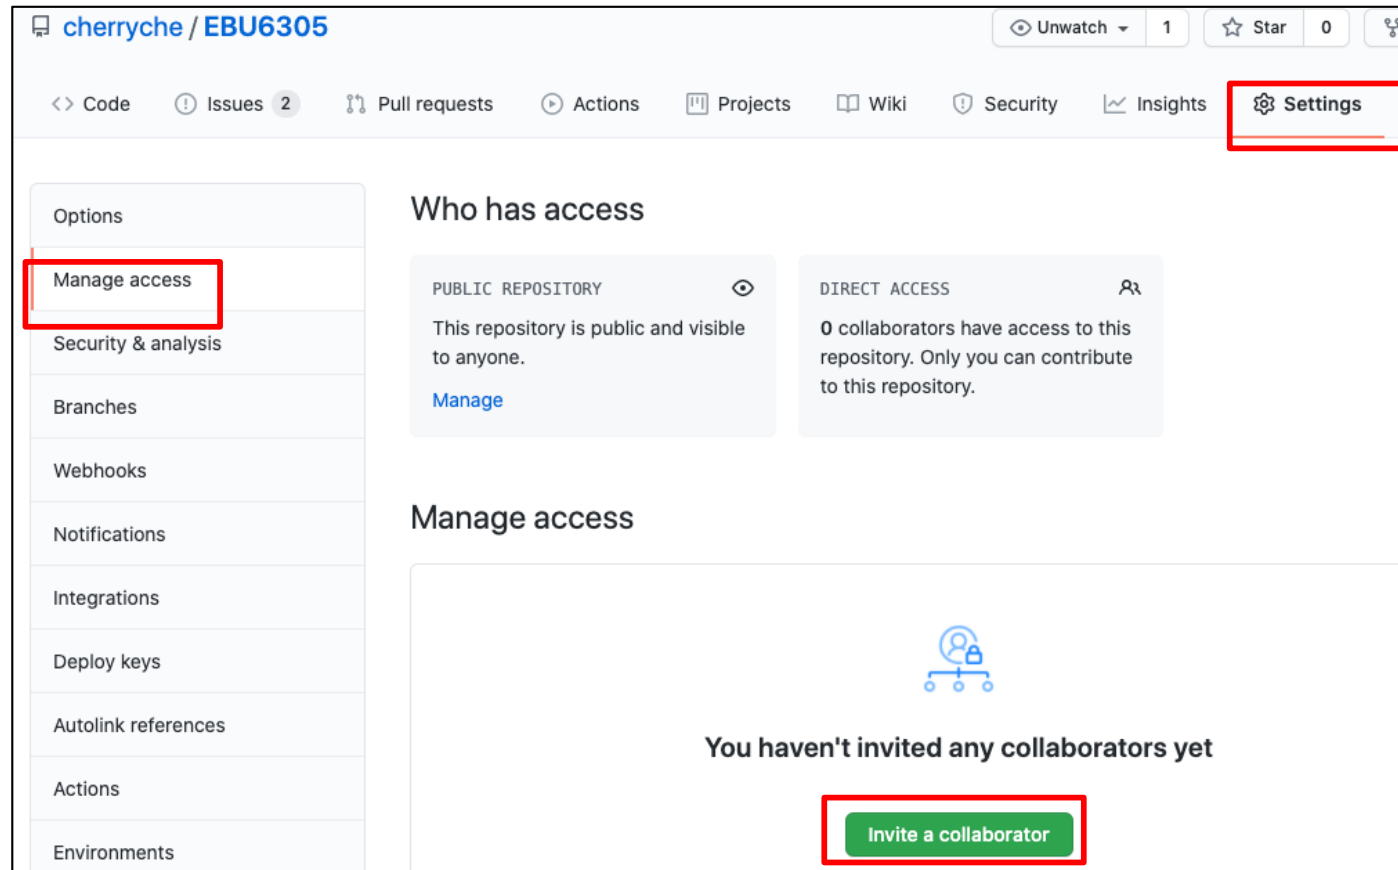 cherryche / EBU6305
Unwatch 1 Star 0
<> Code Issues 2 Pull requests Actions Projects Wiki Security Insights Settings
Options
Manage access
Security & analysis
Branches
Webhooks
Notifications
Integrations
Deploy keys
Autolink references
Actions
Environments
Who has access
PUBLIC REPOSITORY
This repository is public and visible
to anyone.
Manage
DIRECT ACCESS
0 collaborators have access to this
repository. Only you can contribute
to this repository.
Manage access
You haven't invited any collaborators yet
Invite a collaborator